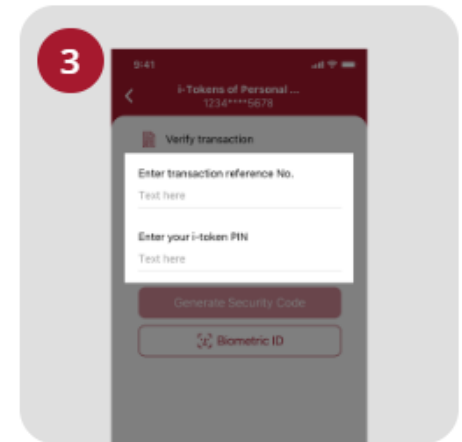 3
9:41
i-Tokens of Personal ...
1234****5678
Verify transaction
Enter transaction reference No.
Text here
Enter your i-token PIN
Text here
Generate Security Code
Biometric ID